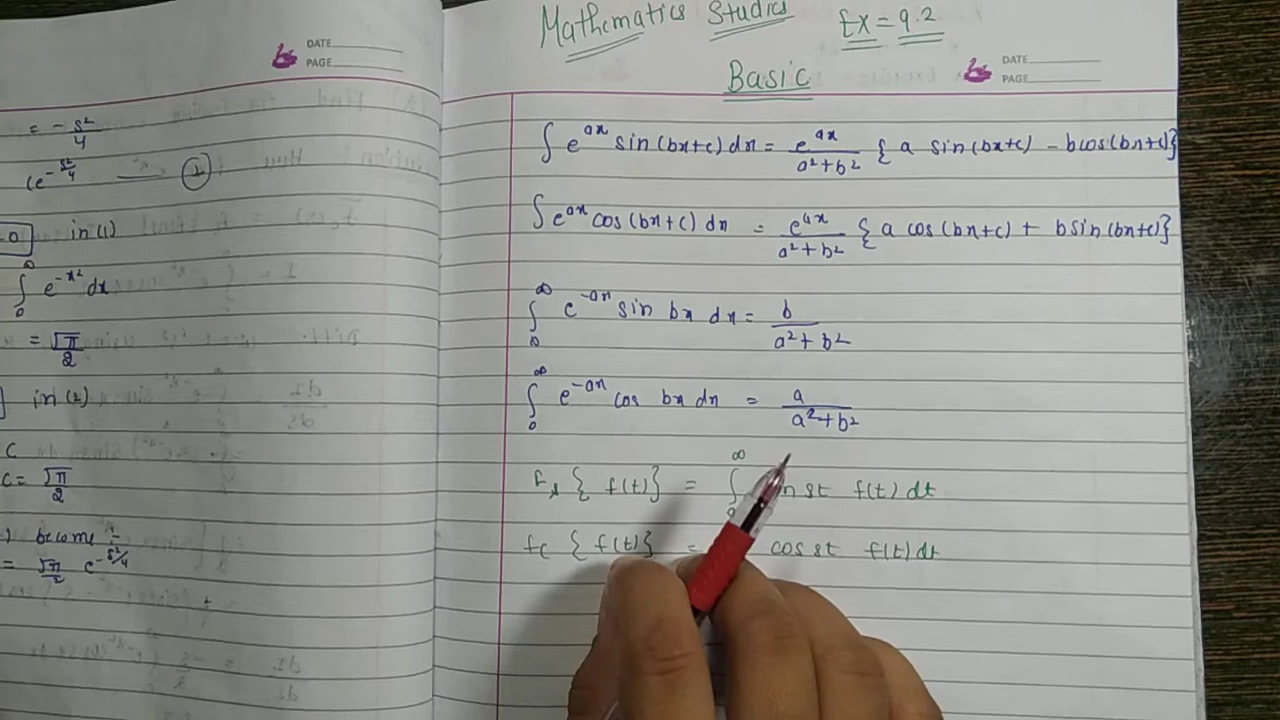 DATE
PAGE
= - s²/4
Ce^-s²/4 ②
in (1)
∫₀^∞ e^-x² dx
= √π/2
in (2)
C
C = √π/2
) become :-
= √π/2 e^-s²/4
Mathematics Studies Ex = 9.2
Basic
DATE
PAGE
∫ e^ax sin (bx+c) dx = e^ax/a²+b² { a sin(bx+c) - b cos(bx+c)}
∫ e^ax cos (bx+c) dx = e^ax/a²+b² { a cos (bx+c) + b sin (bx+c)}
∫₀^∞ e^-ax sin bx dx = b/a²+b²
∫₀^∞ e^-ax cos bx dx = a/a²+b²
Fs { f(t)} = ∫₀^∞ st f(t) dt
fc { f(t)} = cos st f(t) dt